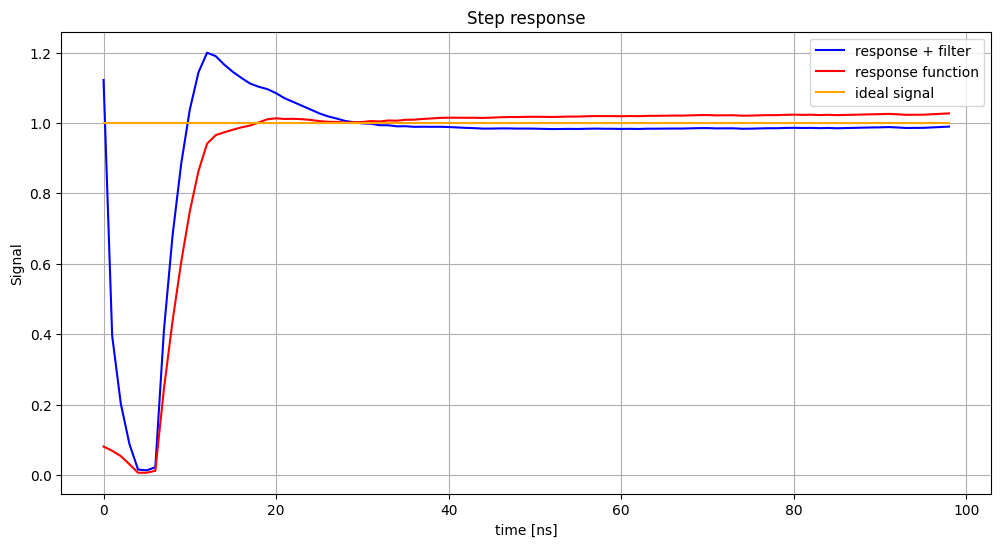 Step response
response + filter
response function
ideal signal
Signal
1.2
1.0
0.8
0.6
0.4
0.2
0.0
0 20 40 60 80 100
time [ns]